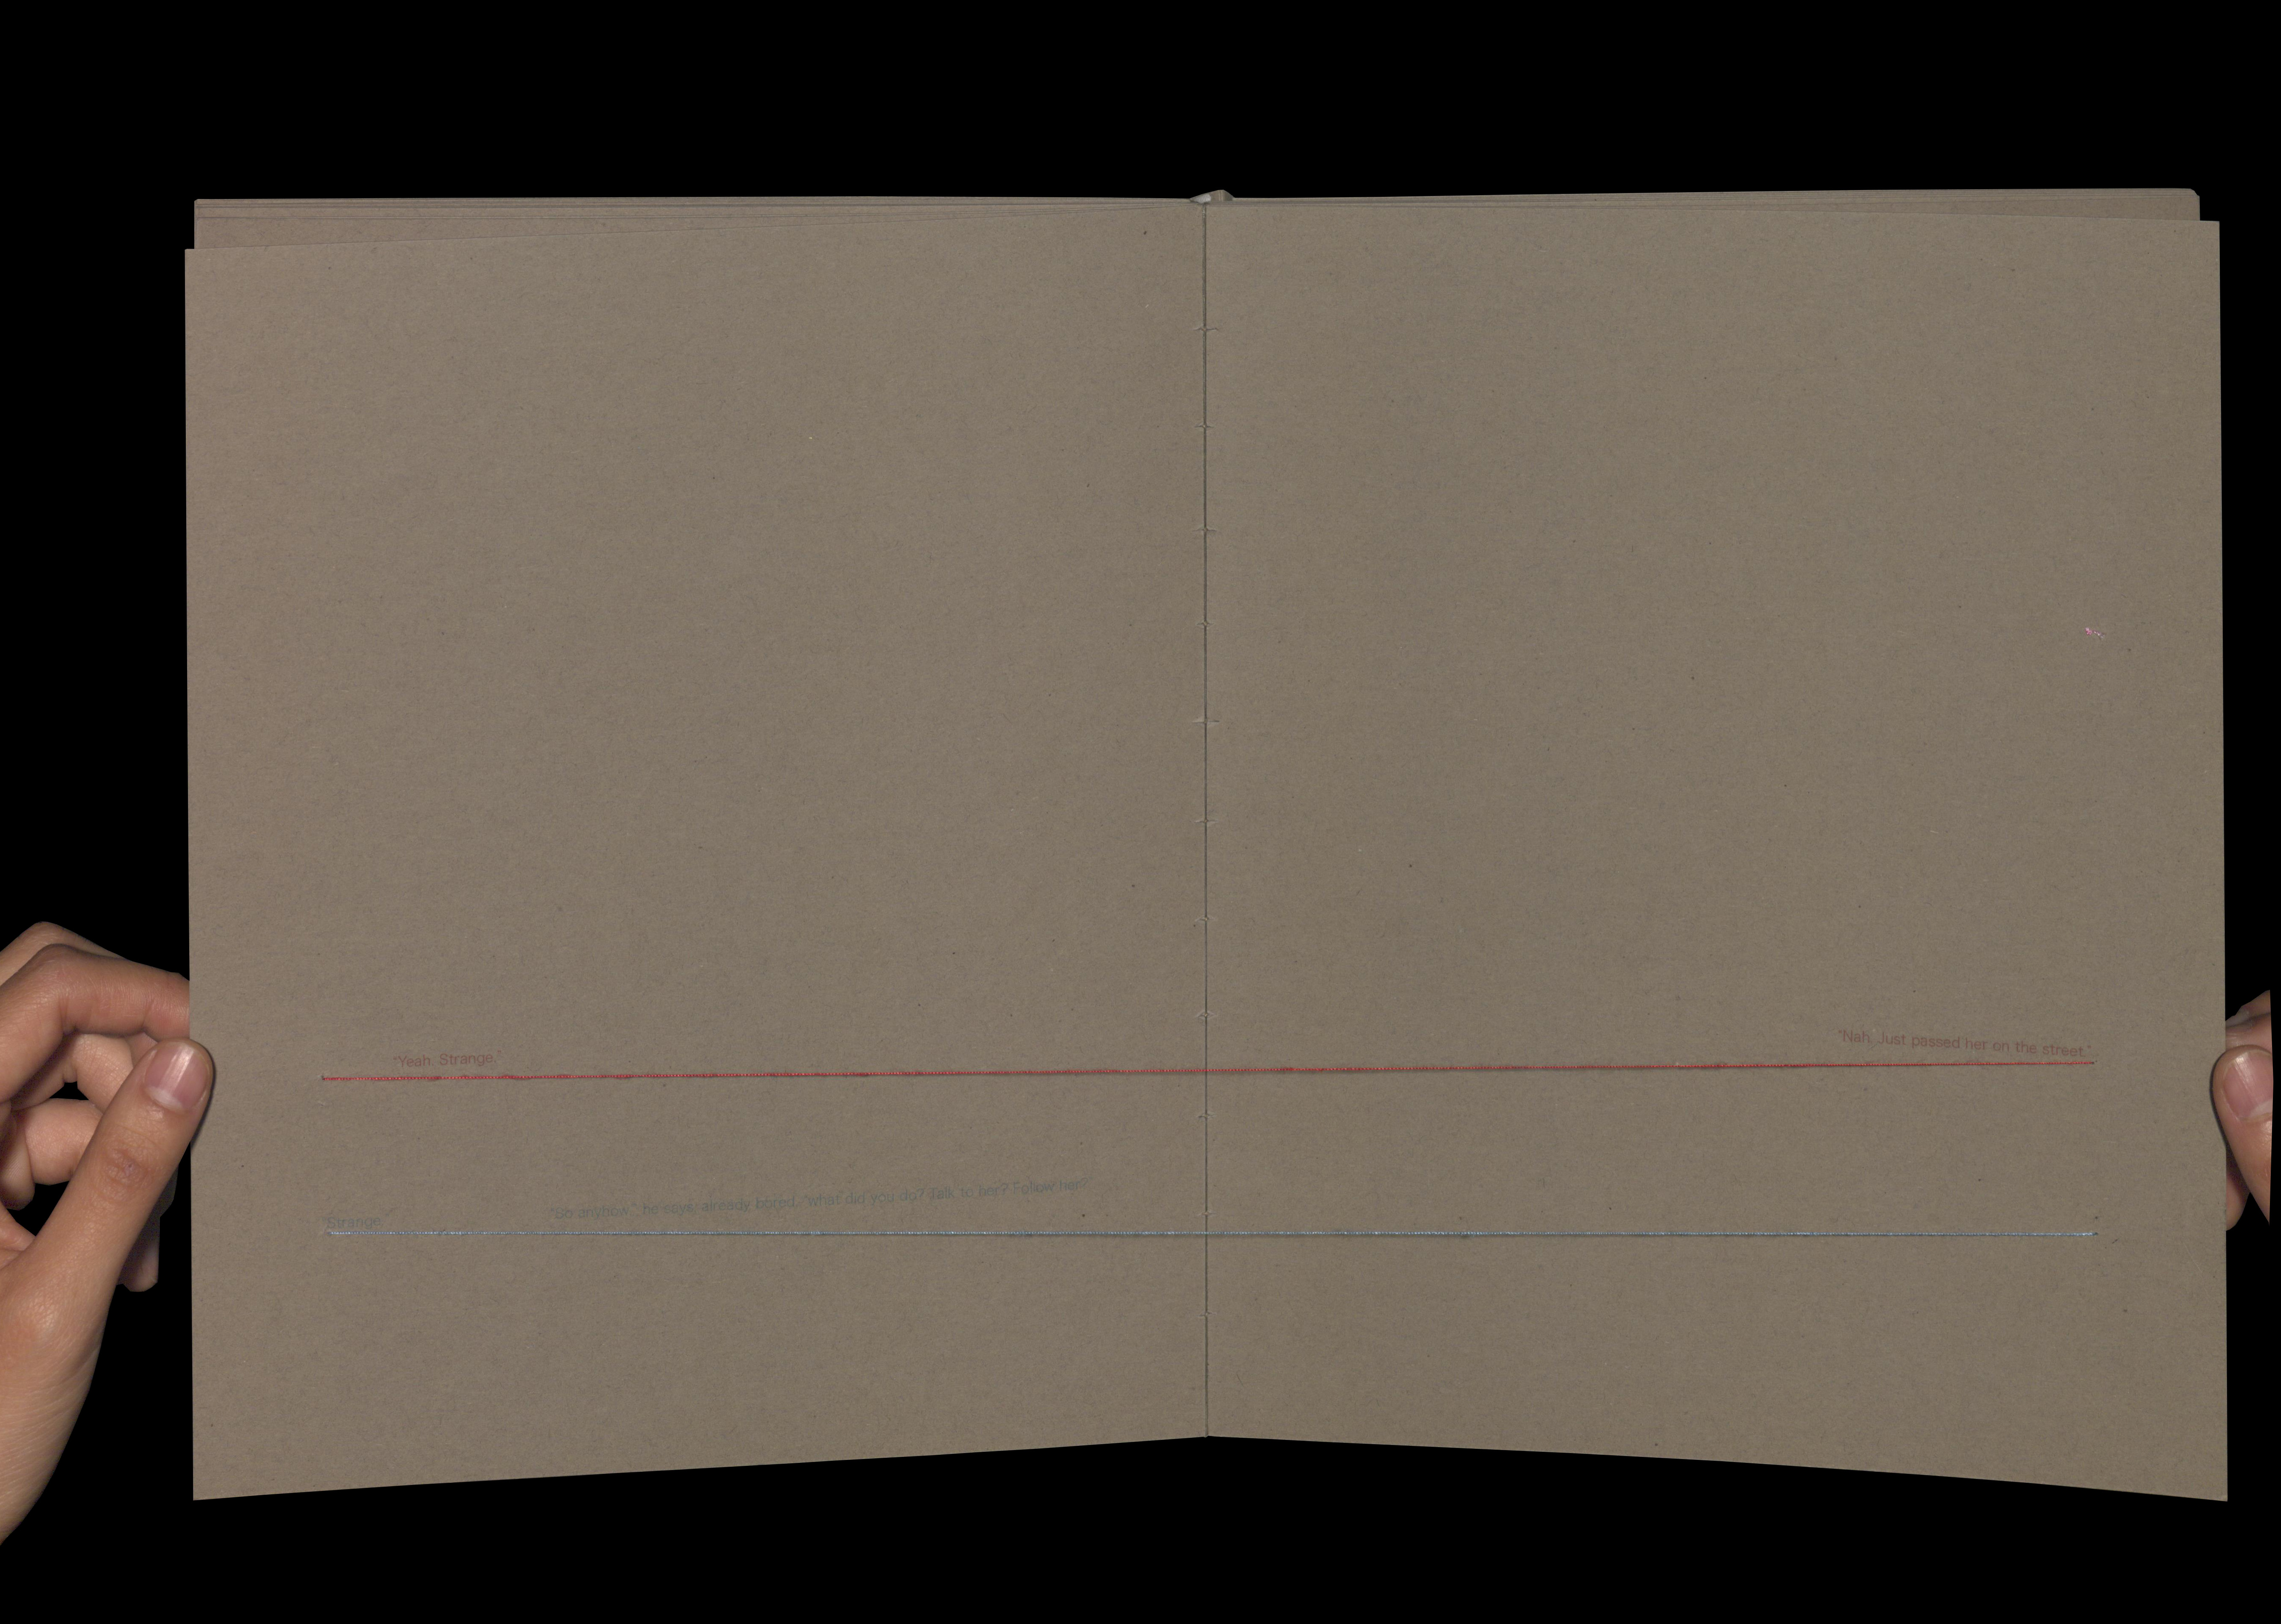 "Yeah. Strange."
"Nah. Just passed her on the street."
"Strange.
"So anyhow," he says, already bored, "what did you do? Talk to her? Follow her?"